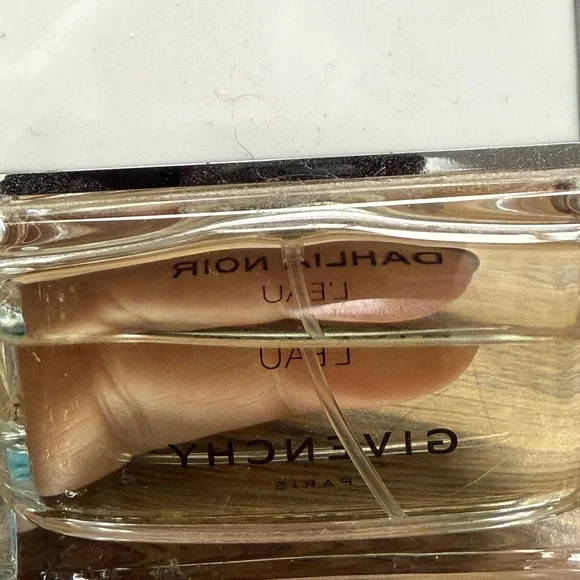 DAHLIA NOIR
L'EAU
L'EAU
GIVENCHY
PARIS